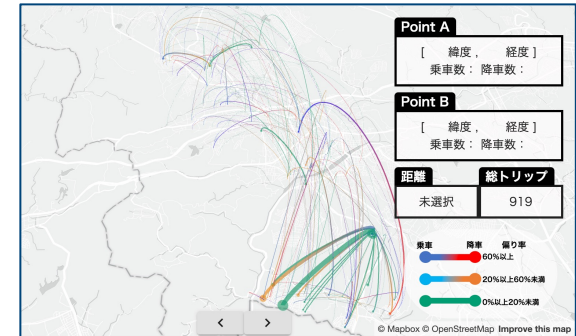 Point A
[ 緯度 , 経度 ]
乗車数： 降車数：
Point B
[ 緯度 , 経度 ]
乗車数： 降車数：
距離 総トリップ
未選択 919
乗車 降車 偏り率
60%以上
20%以上60%未満
0%以上20%未満
© Mapbox © OpenStreetMap Improve this map